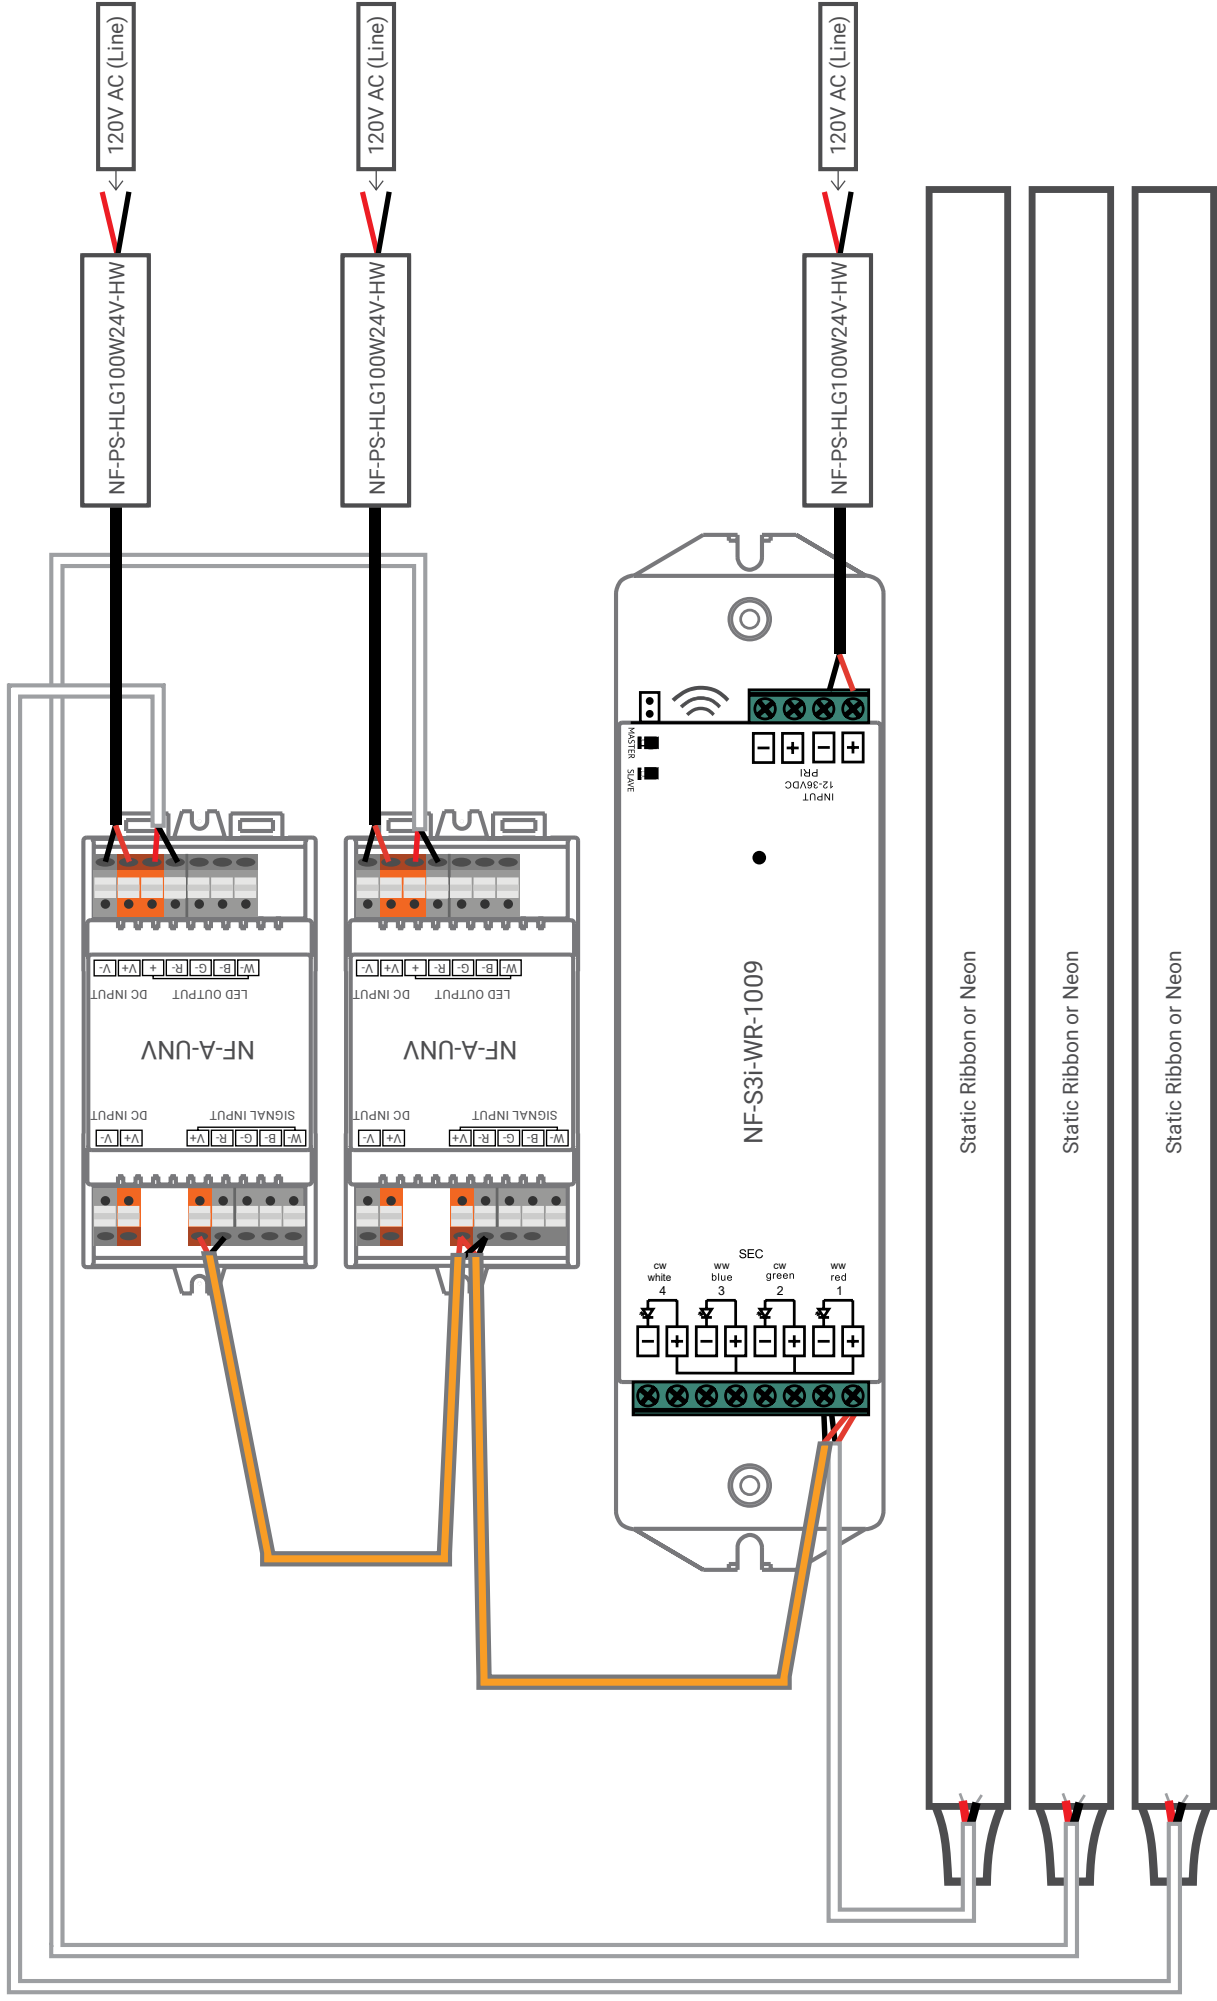 120V AC (Line)
120V AC (Line)
120V AC (Line)
NF-PS-HLG100W24V-HW
NF-PS-HLG100W24V-HW
NF-PS-HLG100W24V-HW
MASTER
SLAVE
− + − +
PRI
12-36VDC
INPUT
V- V+ + R- G- B- W-
DC INPUT LED OUTPUT
NF-A-UNV
DC INPUT SIGNAL INPUT
V- V+ V+ R- G- B- W-
V- V+ + R- G- B- W-
DC INPUT LED OUTPUT
NF-A-UNV
DC INPUT SIGNAL INPUT
V- V+ V+ R- G- B- W-
NF-S3i-WR-1009
SEC
cw ww cw ww
white blue green red
4 3 2 1
− + − + − + − +
Static Ribbon or Neon
Static Ribbon or Neon
Static Ribbon or Neon